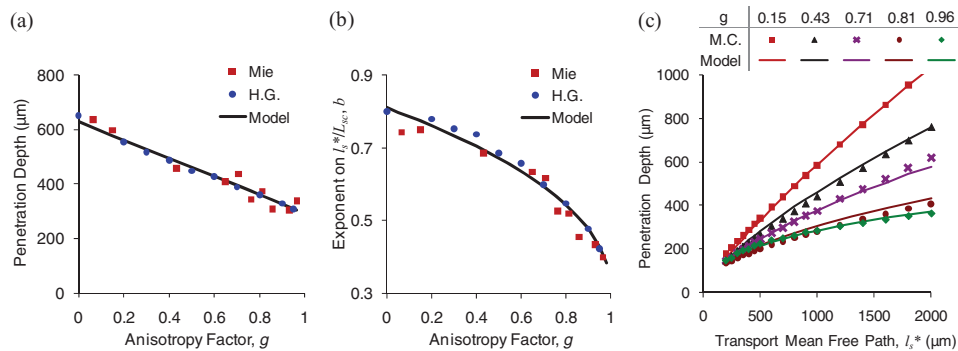 (a)
800
600
400
200
0
0 0.2 0.4 0.6 0.8 1
Penetration Depth (μm)
Anisotropy Factor, g
Mie
H.G.
Model
(b)
0.9
0.7
0.5
0.3
0 0.2 0.4 0.6 0.8 1
Exponent on ls*/Lsc, b
Anisotropy Factor, g
Mie
H.G.
Model
(c)
g 0.15 0.43 0.71 0.81 0.96
M.C.
Model
1000
800
600
400
200
0
0 500 1000 1500 2000
Penetration Depth (μm)
Transport Mean Free Path, ls* (μm)